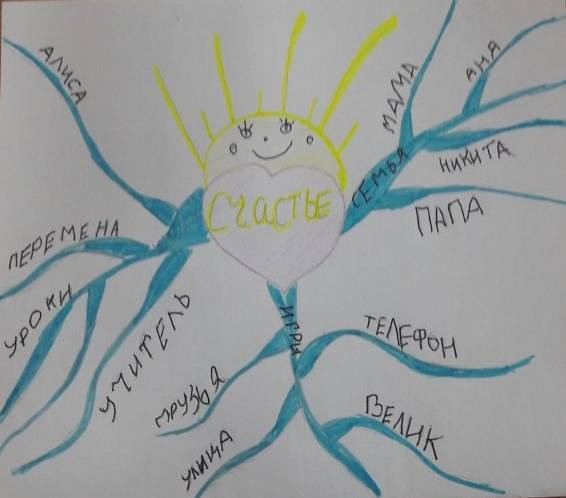 СЧАСТЬЕ
СЕМЬЯ
МАМА
АНЯ
НИКИТА
ПАПА
ИГРЫ
ТЕЛЕФОН
ВЕЛИК
ДРУЗЬЯ
УЛИЦА
АЛИСА
ПЕРЕМЕНА
УРОКИ
УЧИТЕЛЬ